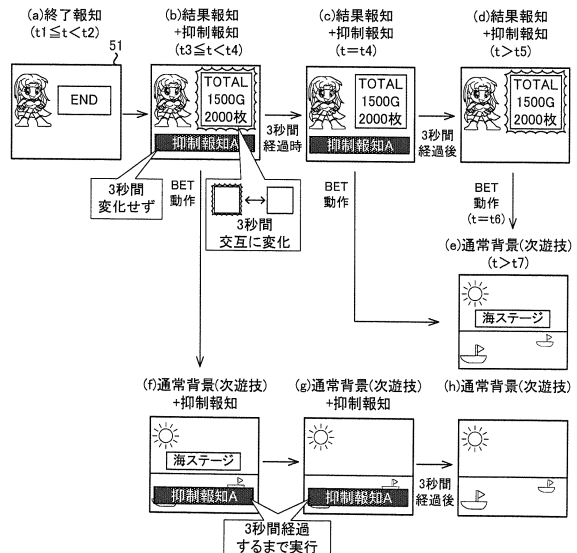 (a)終了報知
(t1≦t<t2)
51
END
(b)結果報知
+抑制報知
(t3≦t<t4)
TOTAL
1500G
2000枚
抑制報知A
3秒間
経過時
(c)結果報知
+抑制報知
(t=t4)
TOTAL
1500G
2000枚
抑制報知A
3秒間
経過後
(d)結果報知
+抑制報知
(t>t5)
TOTAL
1500G
2000枚
3秒間
変化せず
BET
動作
3秒間
交互に変化
BET
動作
BET
動作
(t=t6)
(e)通常背景(次遊技)
(t>t7)
海ステージ
(f)通常背景(次遊技)
+抑制報知
海ステージ
抑制報知A
(g)通常背景(次遊技)
+抑制報知
抑制報知A
3秒間
経過後
(h)通常背景(次遊技)
3秒間経過
するまで実行